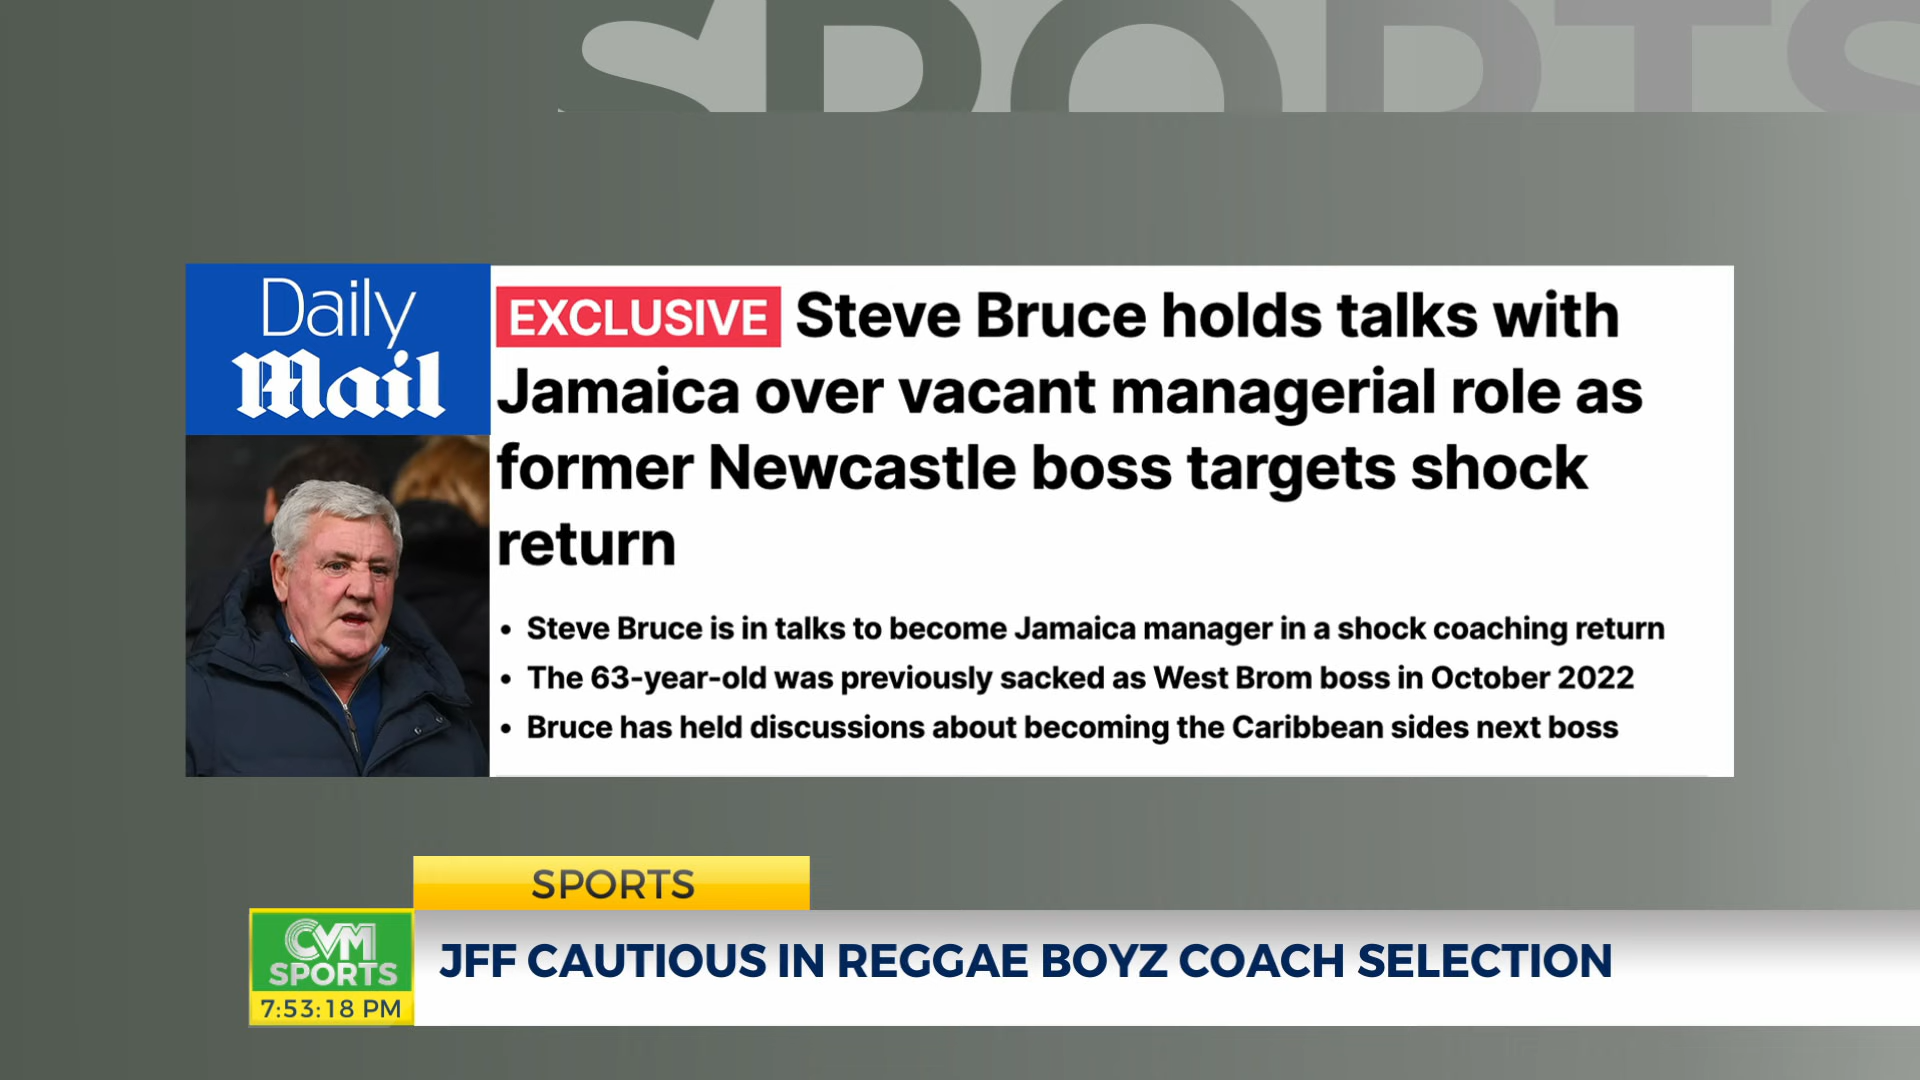 SPORTS
Daily
Mail
EXCLUSIVE Steve Bruce holds talks with
Jamaica over vacant managerial role as
former Newcastle boss targets shock
return
• Steve Bruce is in talks to become Jamaica manager in a shock coaching return
• The 63-year-old was previously sacked as West Brom boss in October 2022
• Bruce has held discussions about becoming the Caribbean sides next boss
SPORTS
CVM
SPORTS
7:53:18 PM
JFF CAUTIOUS IN REGGAE BOYZ COACH SELECTION